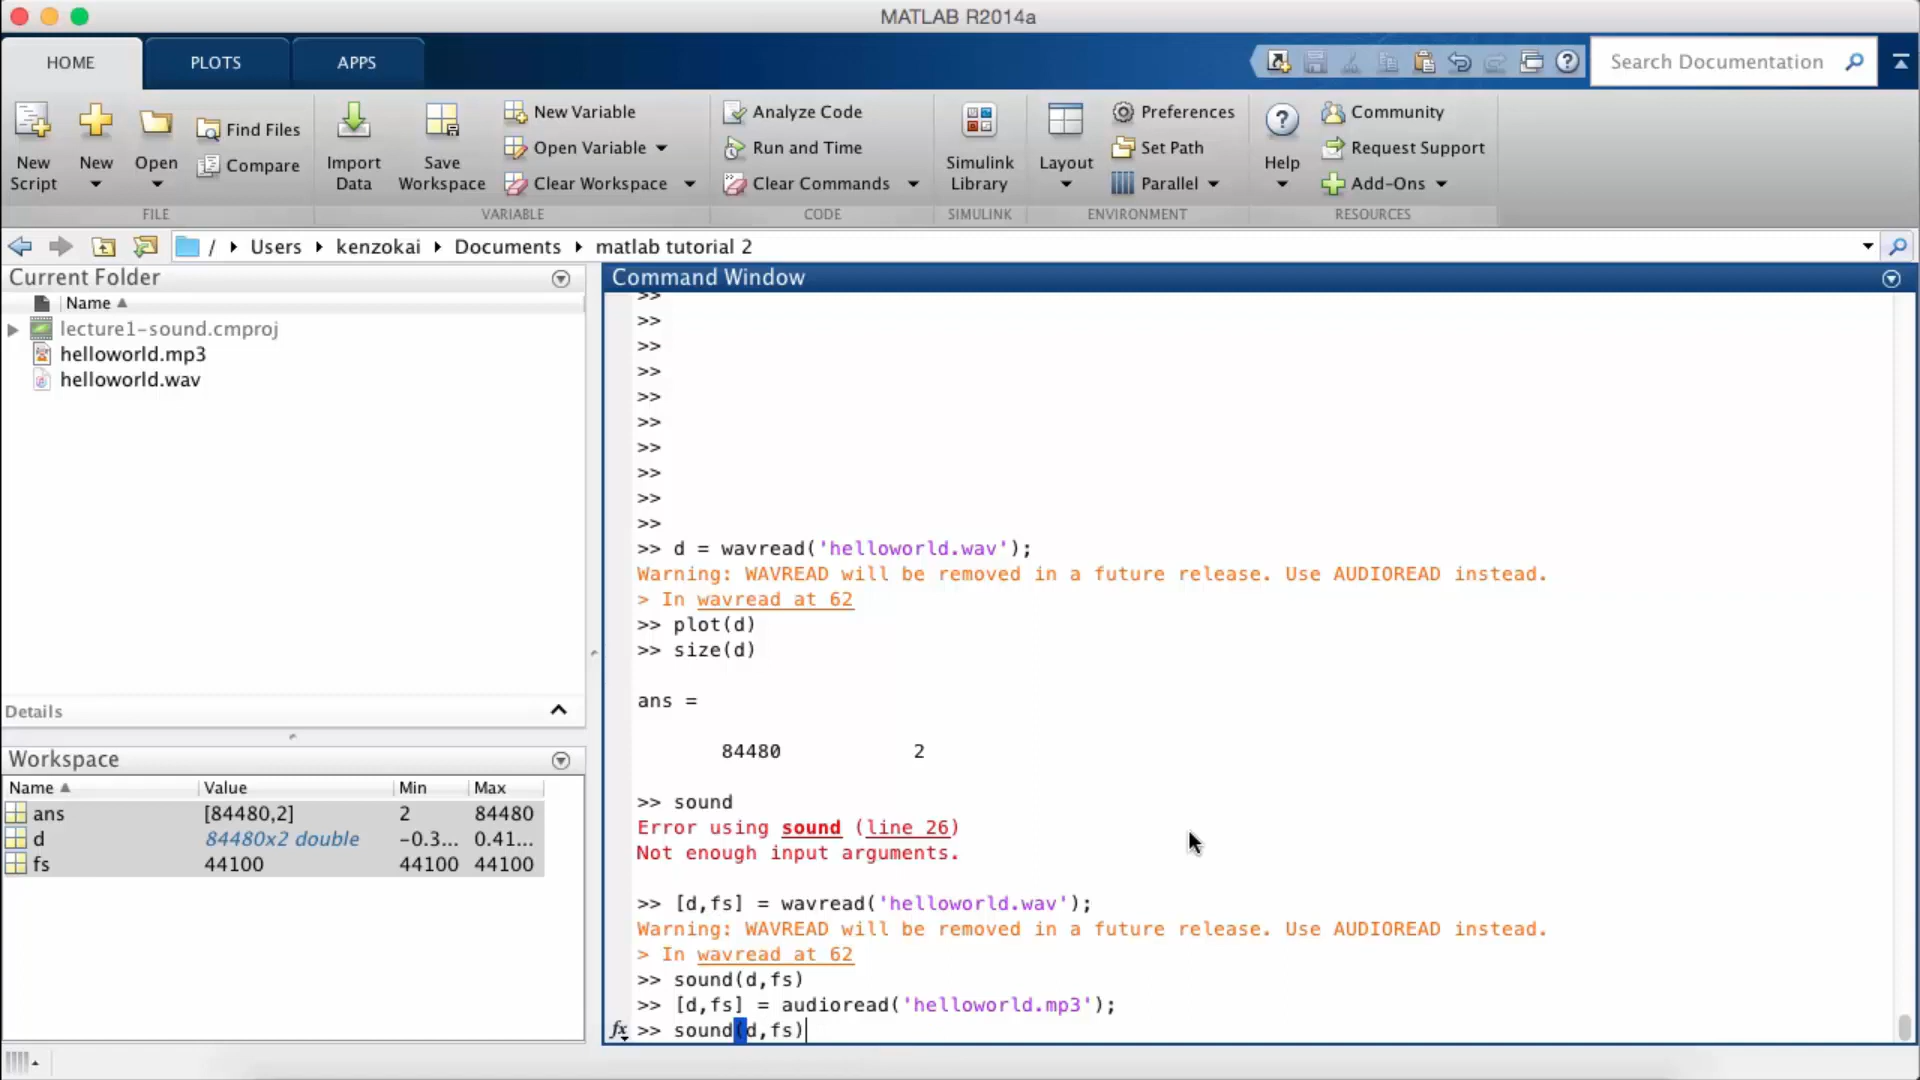 MATLAB R2014a
HOME PLOTS APPS
Search Documentation
New Script
New
Open
Find Files
Compare
Import Data
Save Workspace
New Variable
Open Variable
Clear Workspace
Analyze Code
Run and Time
Clear Commands
Simulink Library
Layout
Preferences
Set Path
Parallel
Help
Community
Request Support
Add-Ons
FILE VARIABLE CODE SIMULINK ENVIRONMENT RESOURCES
/ Users kenzokai Documents matlab tutorial 2
Current Folder
Name
lecture1-sound.cmproj
helloworld.mp3
helloworld.wav
Details
Workspace
Name Value Min Max
ans [84480,2] 2 84480
d 84480x2 double -0.3... 0.41...
fs 44100 44100 44100
Command Window
>>
>>
>>
>>
>>
>>
>>
>>
>>
>>
>> d = wavread('helloworld.wav');
Warning: WAVREAD will be removed in a future release. Use AUDIOREAD instead.
> In wavread at 62
>> plot(d)
>> size(d)
ans =
84480 2
>> sound
Error using sound (line 26)
Not enough input arguments.
>> [d,fs] = wavread('helloworld.wav');
Warning: WAVREAD will be removed in a future release. Use AUDIOREAD instead.
> In wavread at 62
>> sound(d,fs)
>> [d,fs] = audioread('helloworld.mp3');
fx >> sound(d,fs)